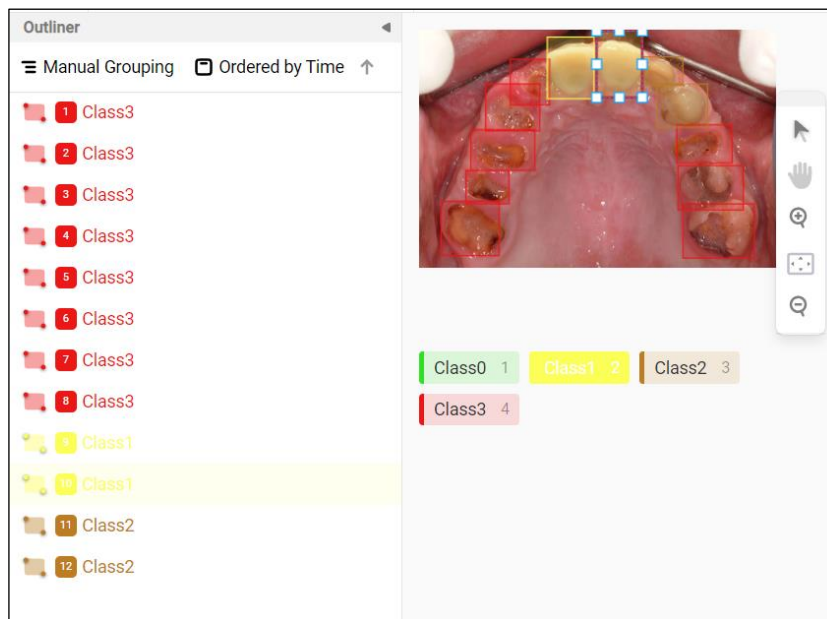 Outliner
Manual Grouping Ordered by Time
1 Class3
2 Class3
3 Class3
4 Class3
5 Class3
6 Class3
7 Class3
8 Class3
9 Class1
10 Class1
11 Class2
12 Class2
Class0 1 Class1 2 Class2 3
Class3 4